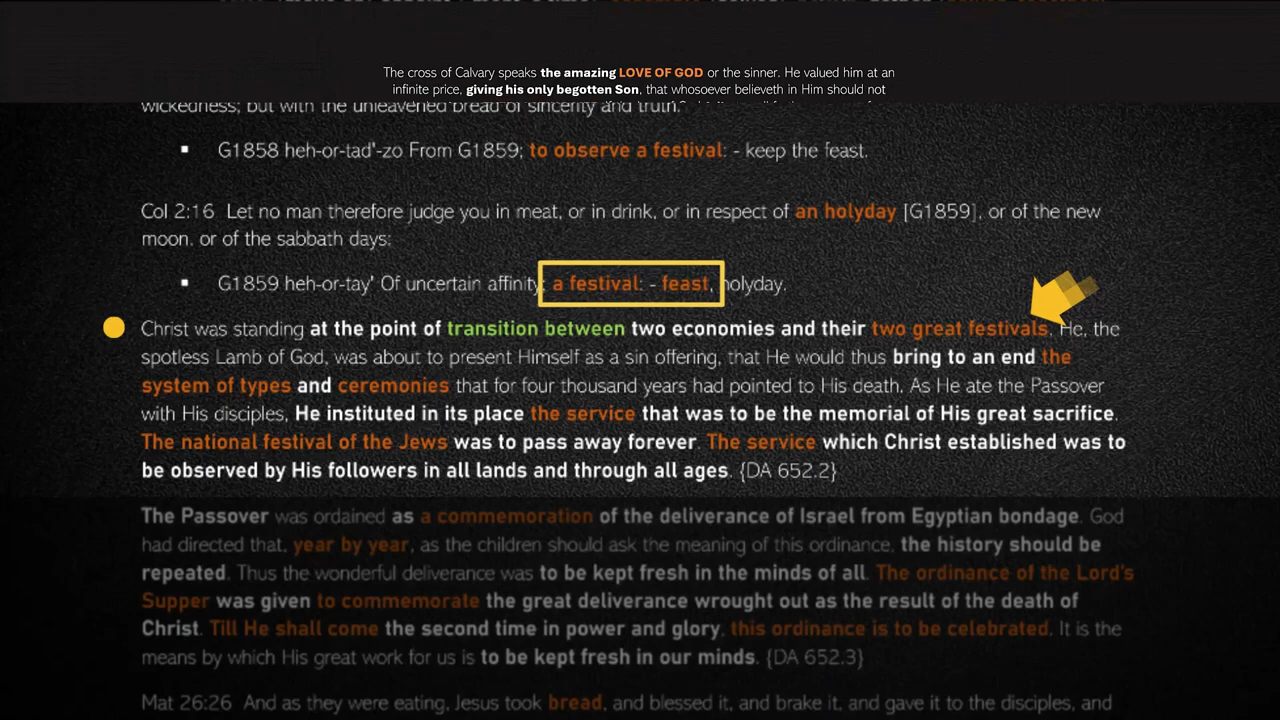 The cross of Calvary speaks the amazing LOVE OF GOD or the sinner. He valued him at an
infinite price, giving his only begotten Son, that whosoever believeth in Him should not
wickedness; but with the unleavened bread of sincerity and truth.
▪ G1858 heh-or-tad'-zo From G1859; to observe a festival: - keep the feast.
Col 2:16 Let no man therefore judge you in meat, or in drink, or in respect of an holyday [G1859], or of the new
moon, or of the sabbath days:
▪ G1859 heh-or-tay' Of uncertain affinity; a festival: - feast, holyday.
Christ was standing at the point of transition between two economies and their two great festivals. He, the
spotless Lamb of God, was about to present Himself as a sin offering, that He would thus bring to an end the
system of types and ceremonies that for four thousand years had pointed to His death. As He ate the Passover
with His disciples, He instituted in its place the service that was to be the memorial of His great sacrifice.
The national festival of the Jews was to pass away forever. The service which Christ established was to
be observed by His followers in all lands and through all ages. {DA 652.2}
The Passover was ordained as a commemoration of the deliverance of Israel from Egyptian bondage. God
had directed that, year by year, as the children should ask the meaning of this ordinance, the history should be
repeated. Thus the wonderful deliverance was to be kept fresh in the minds of all. The ordinance of the Lord's
Supper was given to commemorate the great deliverance wrought out as the result of the death of
Christ. Till He shall come the second time in power and glory, this ordinance is to be celebrated. It is the
means by which His great work for us is to be kept fresh in our minds. {DA 652.3}
Mat 26:26 And as they were eating, Jesus took bread, and blessed it, and brake it, and gave it to the disciples, and